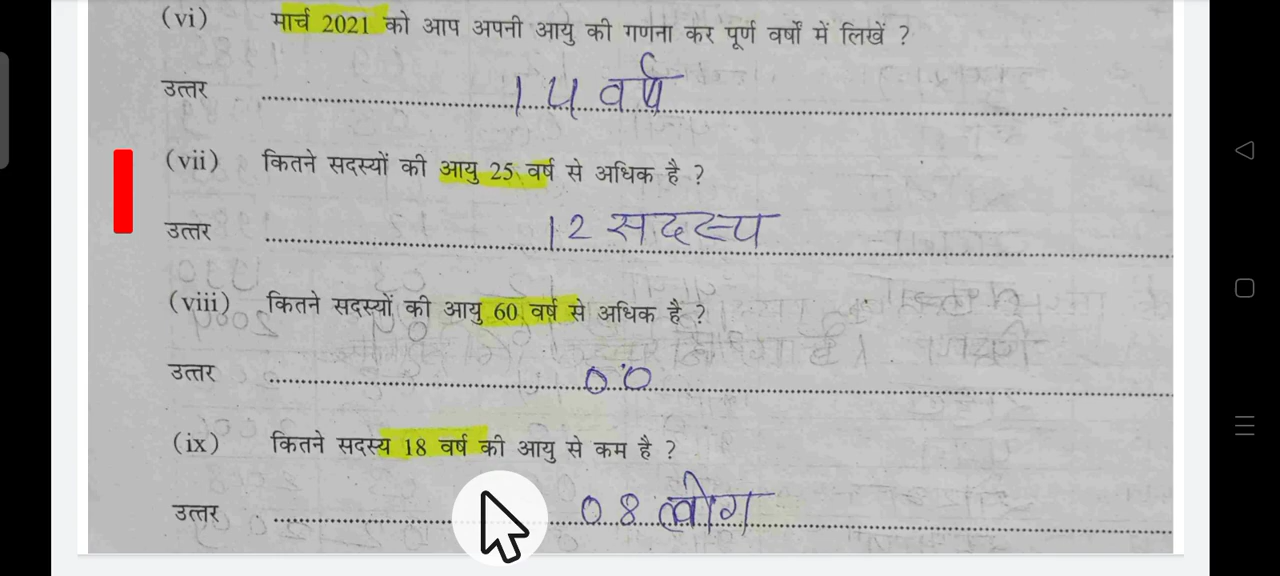 (vi) मार्च 2021 को आप अपनी आयु की गणना कर पूर्ण वर्षों में लिखें ?
उत्तर 14 वर्ष
(vii) कितने सदस्यों की आयु 25 वर्ष से अधिक है ?
उत्तर 12 सदस्य
(viii) कितने सदस्यों की आयु 60 वर्ष से अधिक है ?
उत्तर 00
(ix) कितने सदस्य 18 वर्ष की आयु से कम है ?
उत्तर 08 लोग